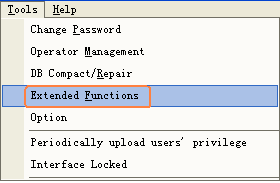 Tools Help
Change Password
Operator Management
DB Compact/Repair
Extended Functions
Option
Periodically upload users' privilege
Interface Locked